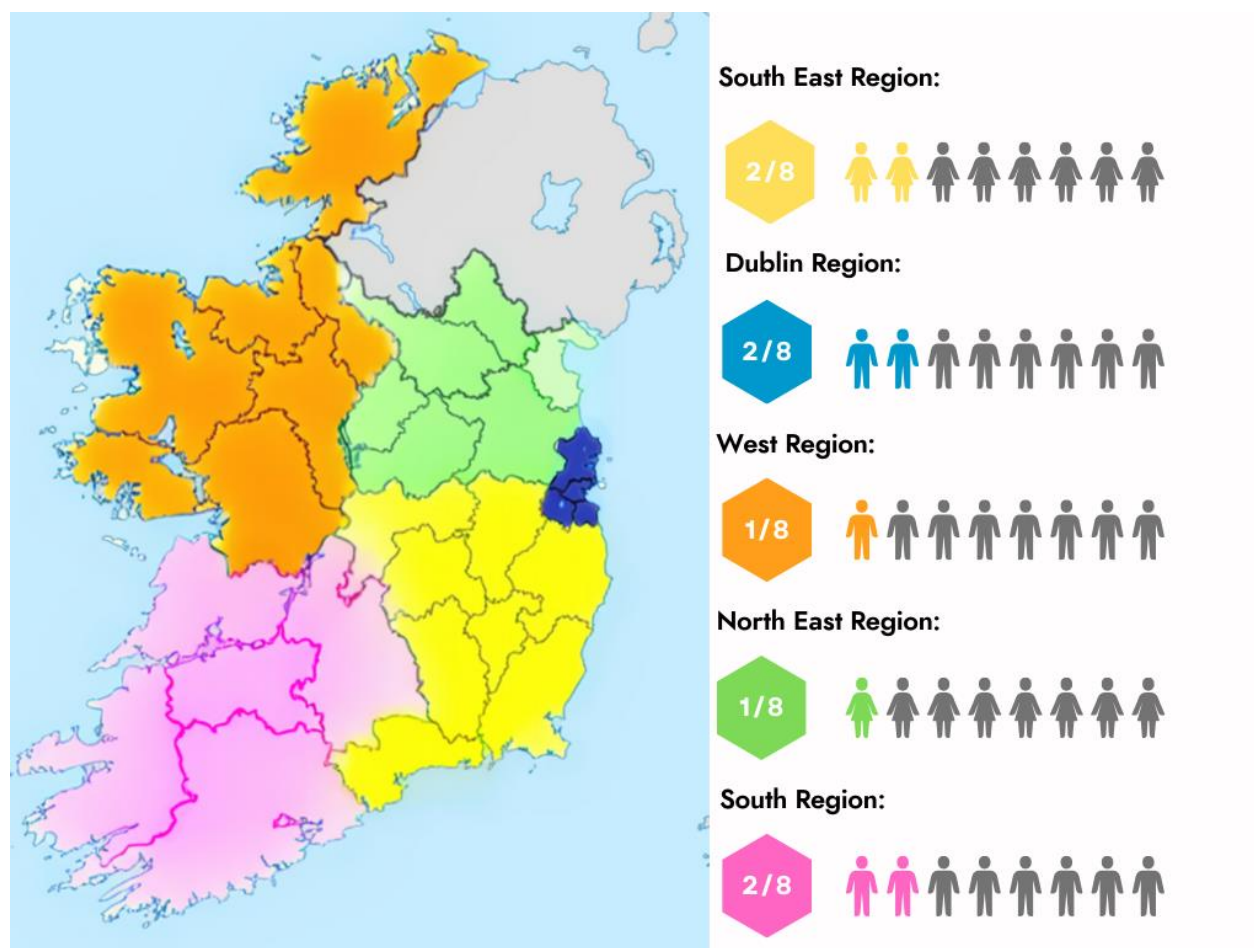 South East Region:
2/8
Dublin Region:
2/8
West Region:
1/8
North East Region:
1/8
South Region:
2/8